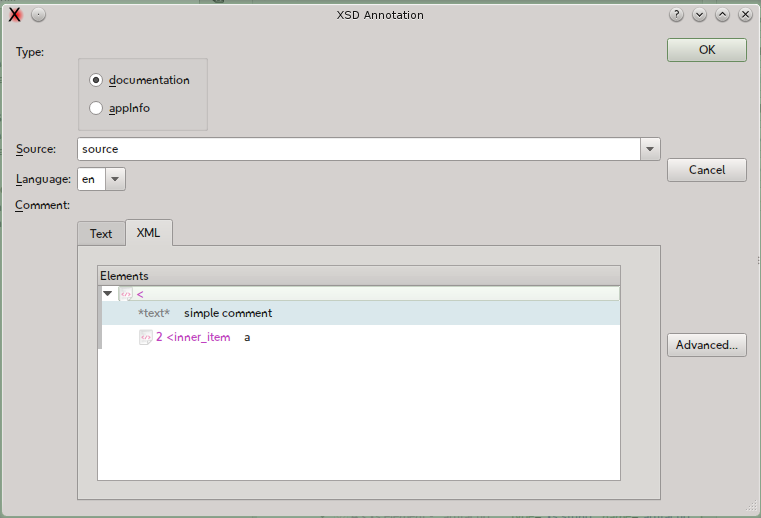 XSD Annotation
Type:
OK
documentation
appInfo
Source: source
Cancel
Language: en
Comment:
Text XML
Elements
<
*text* simple comment
2 <inner_item a
Advanced...